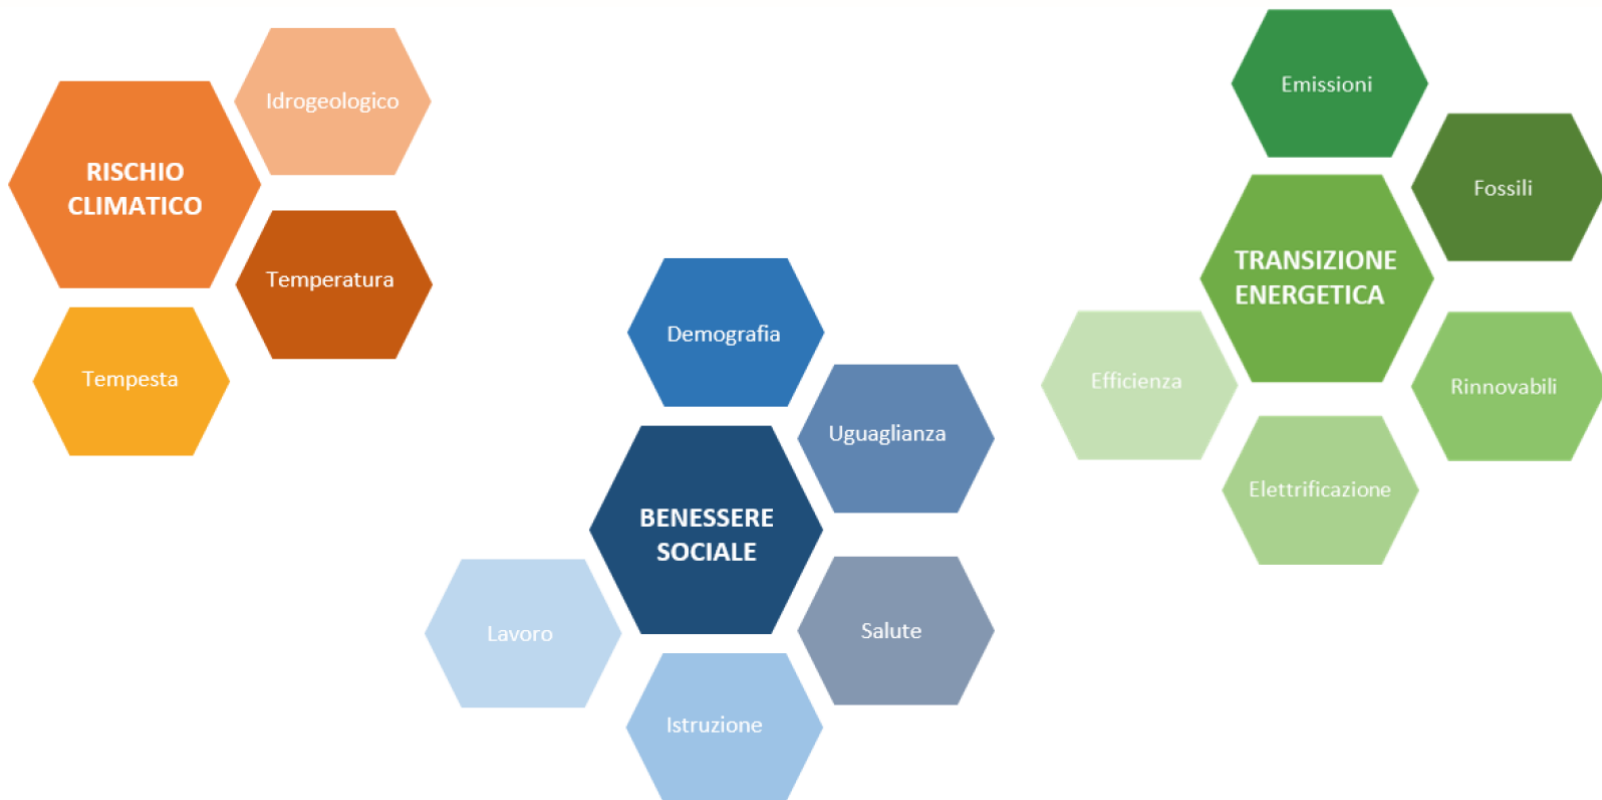 Idrogeologico
RISCHIO
CLIMATICO
Temperatura
Tempesta
Demografia
Uguaglianza
BENESSERE
SOCIALE
Lavoro
Salute
Istruzione
Emissioni
Fossili
TRANSIZIONE
ENERGETICA
Efficienza
Rinnovabili
Elettrificazione